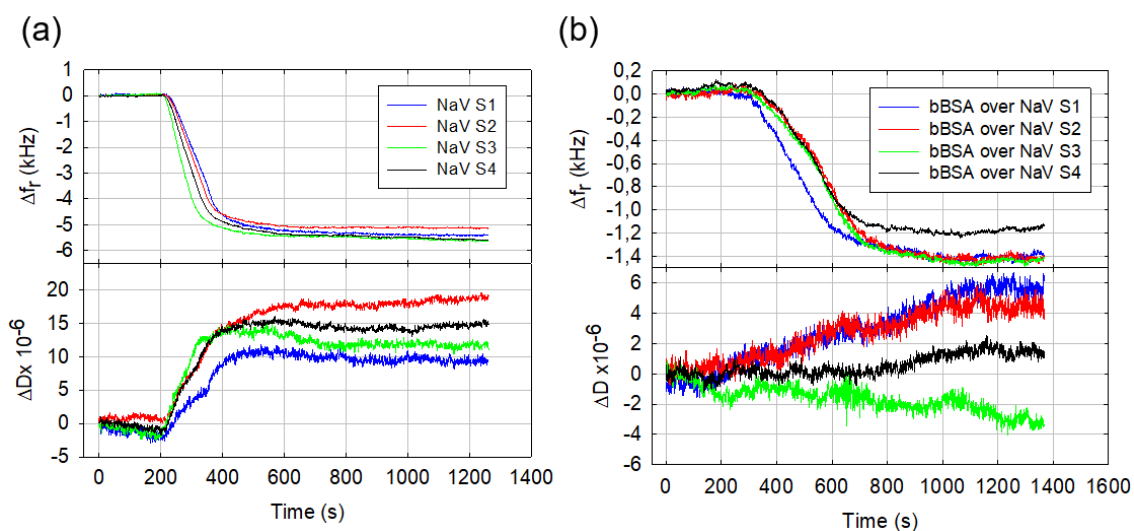 (a)
(b)
Δfr (kHz)
1
0
-1
-2
-3
-4
-5
-6
NaV S1
NaV S2
NaV S3
NaV S4
ΔDx 10-6
20
15
10
5
0
-5
0 200 400 600 800 1000 1200 1400
Time (s)
Δfr (kHz)
0,2
0,0
-0,2
-0,4
-0,6
-0,8
-1,0
-1,2
-1,4
bBSA over NaV S1
bBSA over NaV S2
bBSA over NaV S3
bBSA over NaV S4
ΔD x10-6
6
4
2
0
-2
-4
-6
0 200 400 600 800 1000 1200 1400 1600
Time (s)